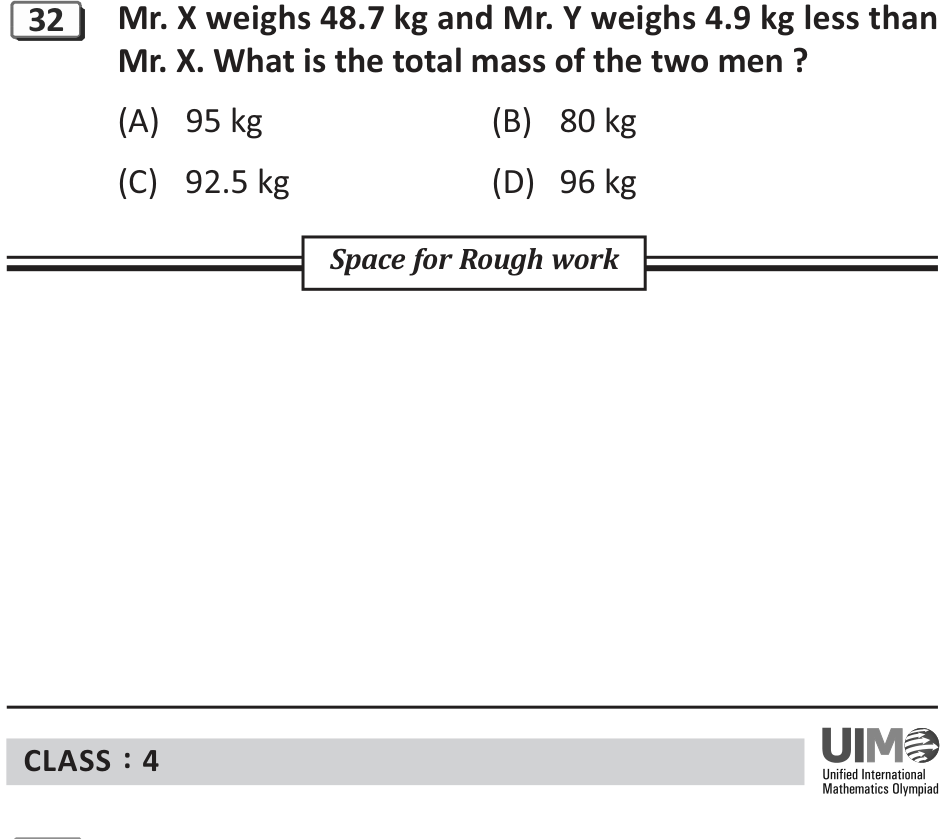 32 Mr. X weighs 48.7 kg and Mr. Y weighs 4.9 kg less than
Mr. X. What is the total mass of the two men ?
(A) 95 kg (B) 80 kg
(C) 92.5 kg (D) 96 kg
Space for Rough work
CLASS : 4
UIMO
Unified International
Mathematics Olympiad